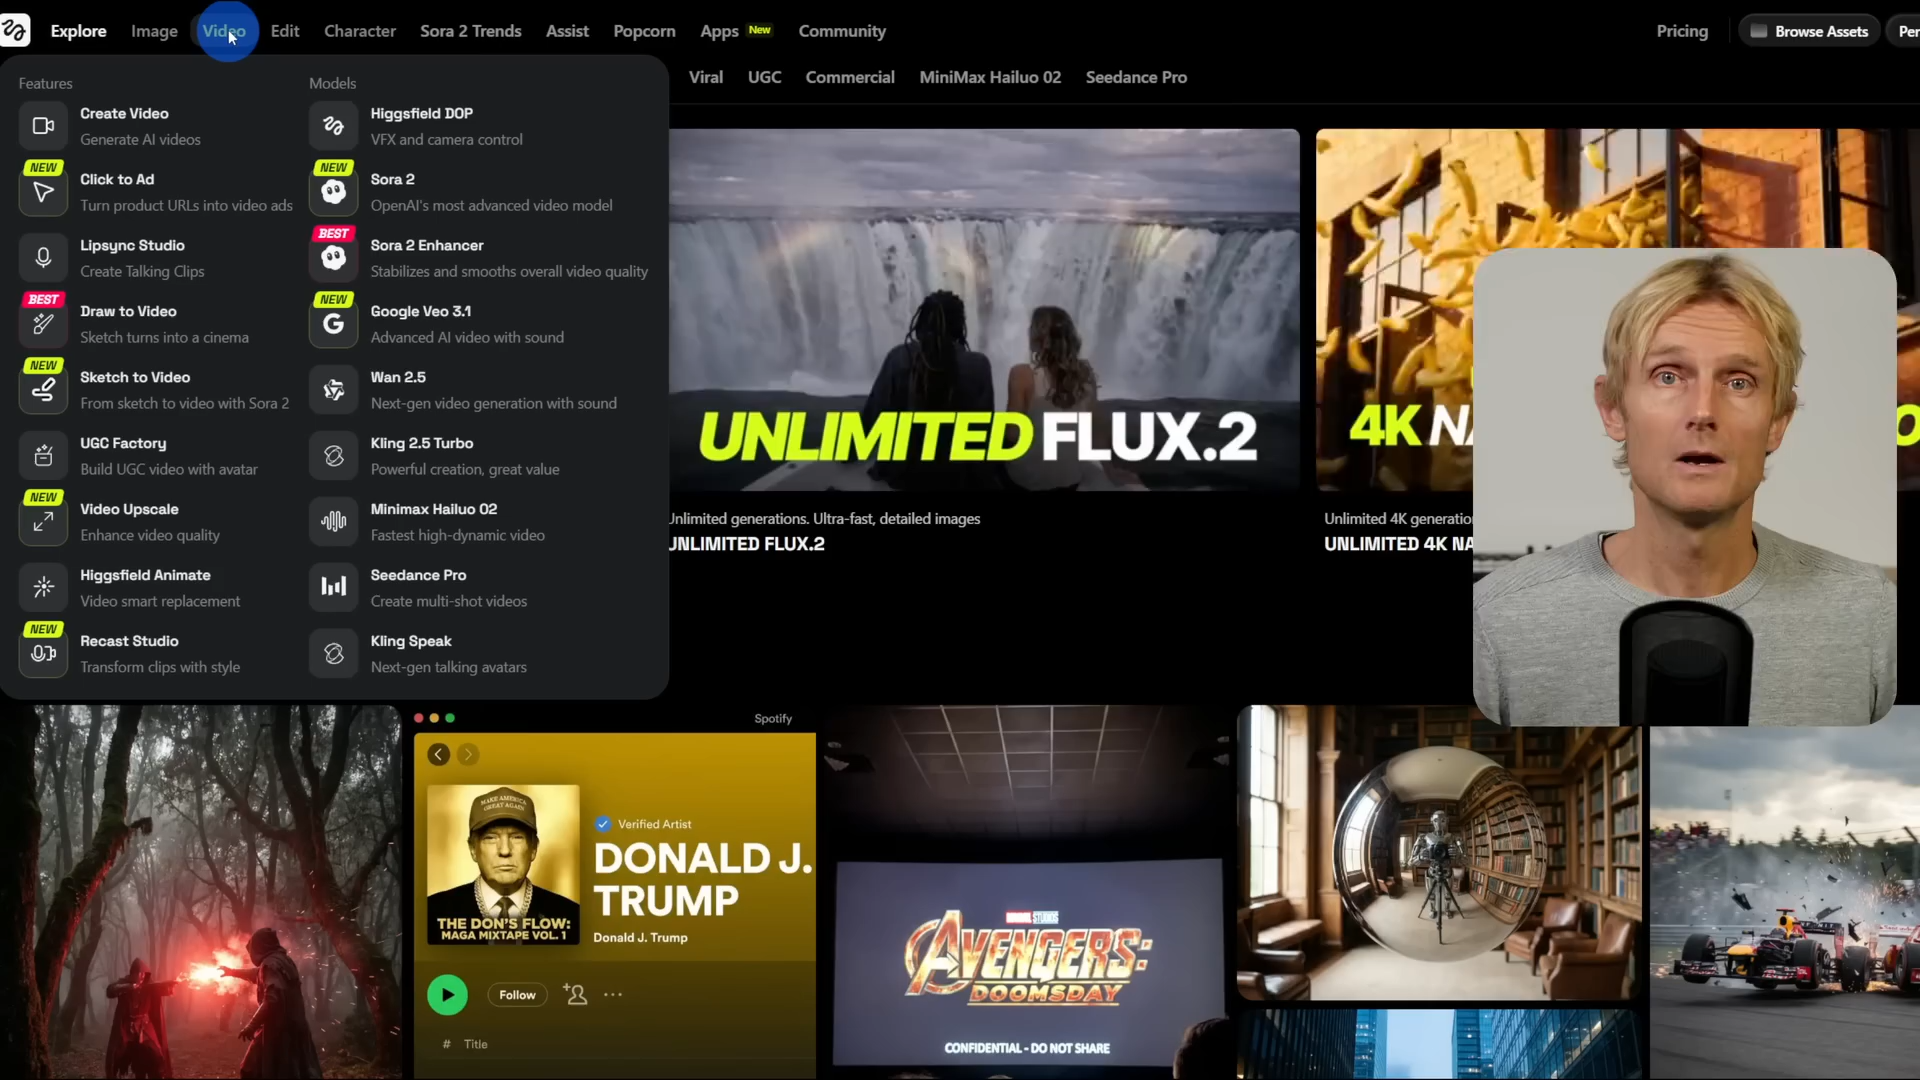 Explore
Image
Video
Edit
Character
Sora 2 Trends
Assist
Popcorn
Apps New
Community
Pricing
Browse Assets
Features
Create Video
Generate AI videos
NEW
Click to Ad
Turn product URLs into video ads
Lipsync Studio
Create Talking Clips
BEST
Draw to Video
Sketch turns into a cinema
NEW
Sketch to Video
From sketch to video with Sora 2
UGC Factory
Build UGC video with avatar
NEW
Video Upscale
Enhance video quality
Higgsfield Animate
Video smart replacement
NEW
Recast Studio
Transform clips with style
Models
Higgsfield DOP
VFX and camera control
NEW
Sora 2
OpenAI's most advanced video model
BEST
Sora 2 Enhancer
Stabilizes and smooths overall video quality
NEW
Google Veo 3.1
Advanced AI video with sound
Wan 2.5
Next-gen video generation with sound
Kling 2.5 Turbo
Powerful creation, great value
Minimax Hailuo 02
Fastest high-dynamic video
Seedance Pro
Create multi-shot videos
Kling Speak
Next-gen talking avatars
Viral
UGC
Commercial
MiniMax Hailuo 02
Seedance Pro
UNLIMITED FLUX.2
Unlimited generations. Ultra-fast, detailed images
UNLIMITED FLUX.2
4K
Unlimited 4K
UNLIMITED 4K
Spotify
MAKE AMERICA
GREAT AGAIN
THE DON'S FLOW:
MAGA MIXTAPE VOL. 1
Verified Artist
DONALD J.
TRUMP
Donald J. Trump
Follow
# Title
MARVEL STUDIOS
AVENGERS:
DOOMSDAY
CONFIDENTIAL - DO NOT SHARE